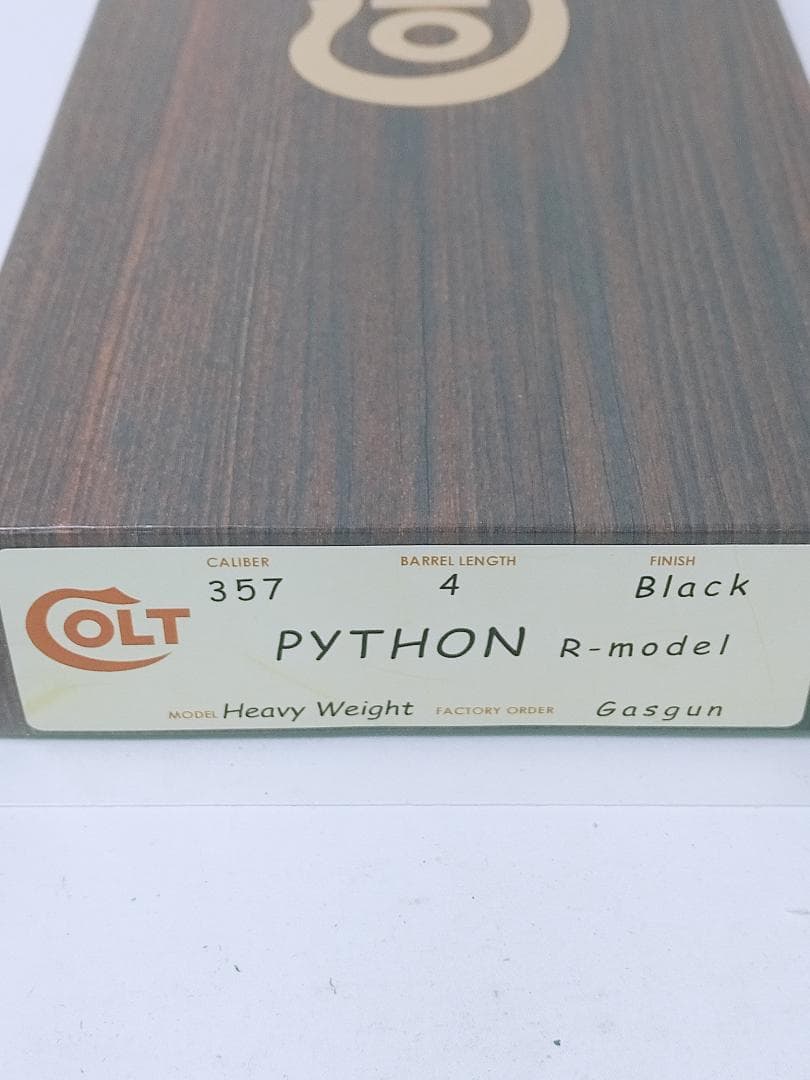 COLT
CALIBER BARREL LENGTH FINISH
357 4 Black
PYTHON R-model
MODEL Heavy Weight FACTORY ORDER Gasgun